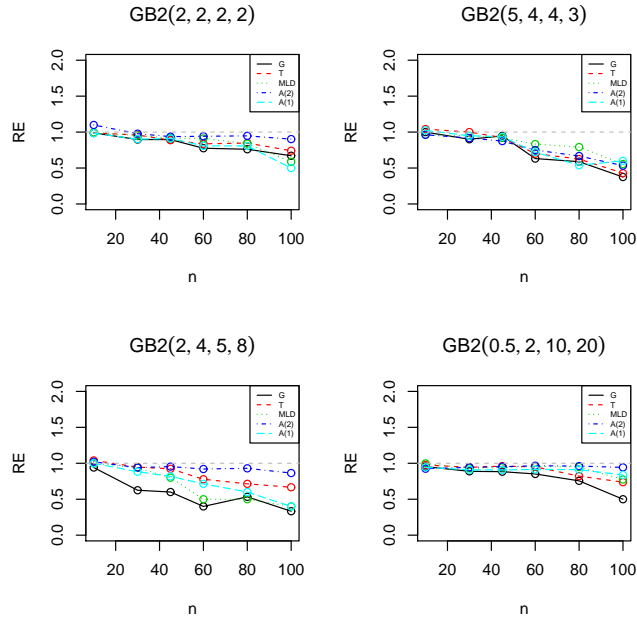 GB2(2, 2, 2, 2)
RE
2.0
1.5
1.0
0.5
0.0
G
T
MLD
A(2)
A(1)
20 40 60 80 100
n
GB2(5, 4, 4, 3)
RE
2.0
1.5
1.0
0.5
0.0
G
T
MLD
A(2)
A(1)
20 40 60 80 100
n
GB2(2, 4, 5, 8)
RE
2.0
1.5
1.0
0.5
0.0
G
T
MLD
A(2)
A(1)
20 40 60 80 100
n
GB2(0.5, 2, 10, 20)
RE
2.0
1.5
1.0
0.5
0.0
G
T
MLD
A(2)
A(1)
20 40 60 80 100
n